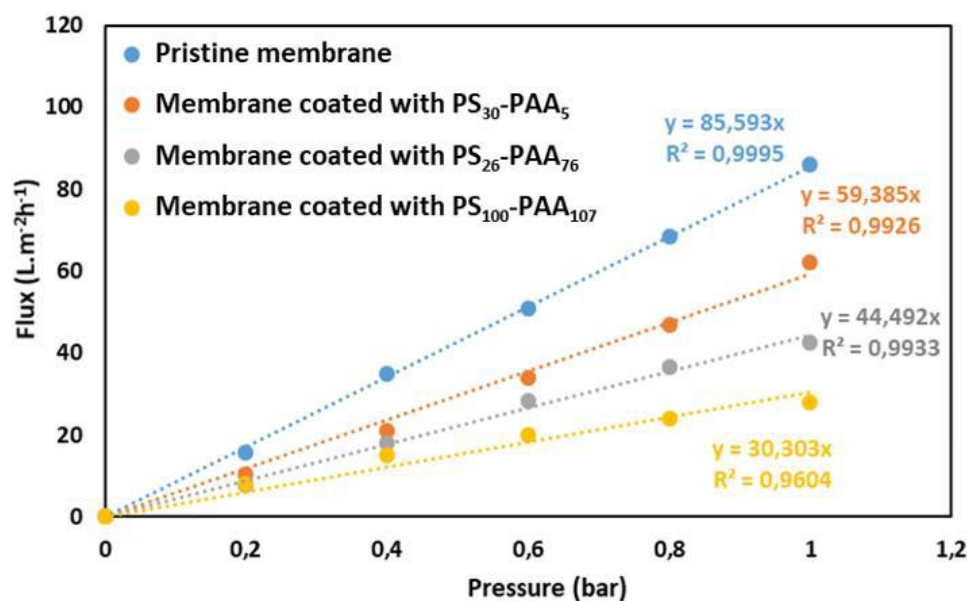 120
100
80
60
40
20
0
Flux (L.m⁻²h⁻¹)
Pristine membrane
Membrane coated with PS₃₀-PAA₅
Membrane coated with PS₂₆-PAA₇₆
Membrane coated with PS₁₀₀-PAA₁₀₇
y = 85,593x
R² = 0,9995
y = 59,385x
R² = 0,9926
y = 44,492x
R² = 0,9933
y = 30,303x
R² = 0,9604
0 0,2 0,4 0,6 0,8 1 1,2
Pressure (bar)